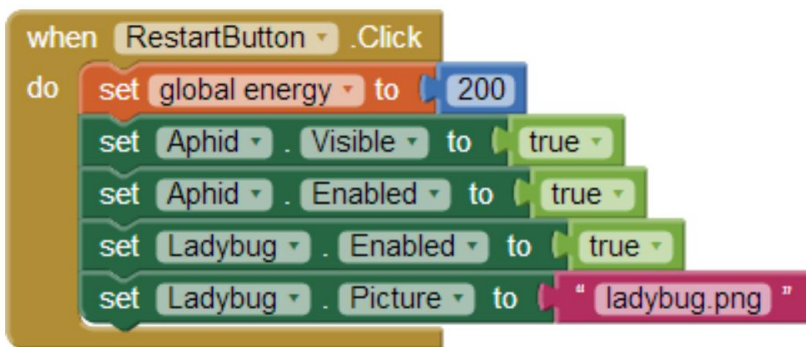 when RestartButton .Click
do set global energy to 200
set Aphid . Visible to true
set Aphid . Enabled to true
set Ladybug . Enabled to true
set Ladybug . Picture to “ ladybug.png ”